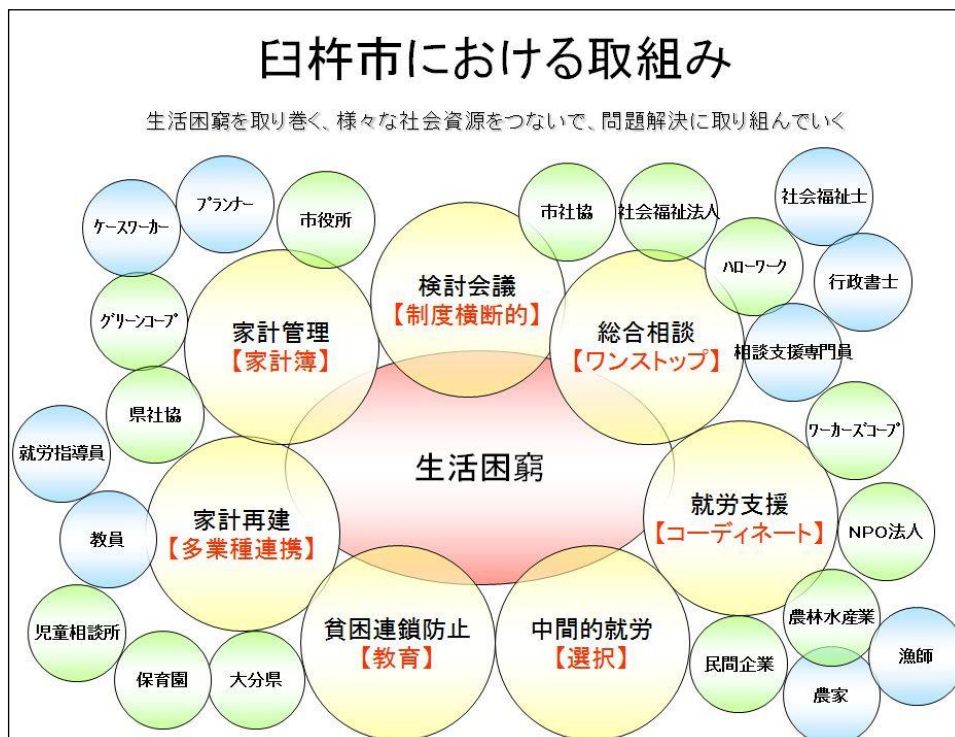 臼杵市における取組み
生活困窮を取り巻く、様々な社会資源をつないで、問題解決に取り組んでいく
ケースワーカー
プランナー
市役所
グリーンコープ
県社協
就労指導員
教員
児童相談所
保育園
大分県
市社協
社会福祉法人
社会福祉士
ハローワーク
行政書士
相談支援専門員
ワーカーズコープ
NPO法人
農林水産業
漁師
農家
民間企業
検討会議
【制度横断的】
家計管理
【家計簿】
総合相談
【ワンストップ】
生活困窮
家計再建
【多業種連携】
就労支援
【コーディネート】
貧困連鎖防止
【教育】
中間的就労
【選択】